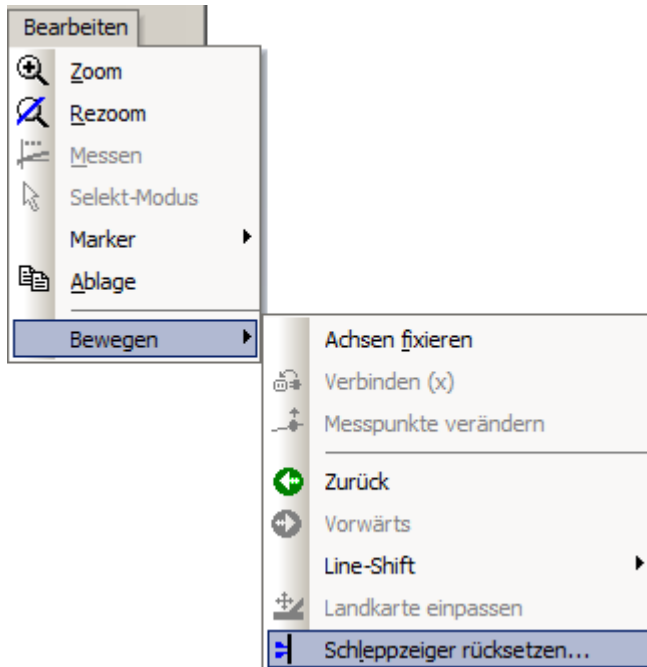 Bearbeiten
Zoom
Rezoom
Messen
Selekt-Modus
Marker
Ablage
Bewegen
Achsen fixieren
Verbinden (x)
Messpunkte verändern
Zurück
Vorwärts
Line-Shift
Landkarte einpassen
Schleppzeiger rücksetzen...